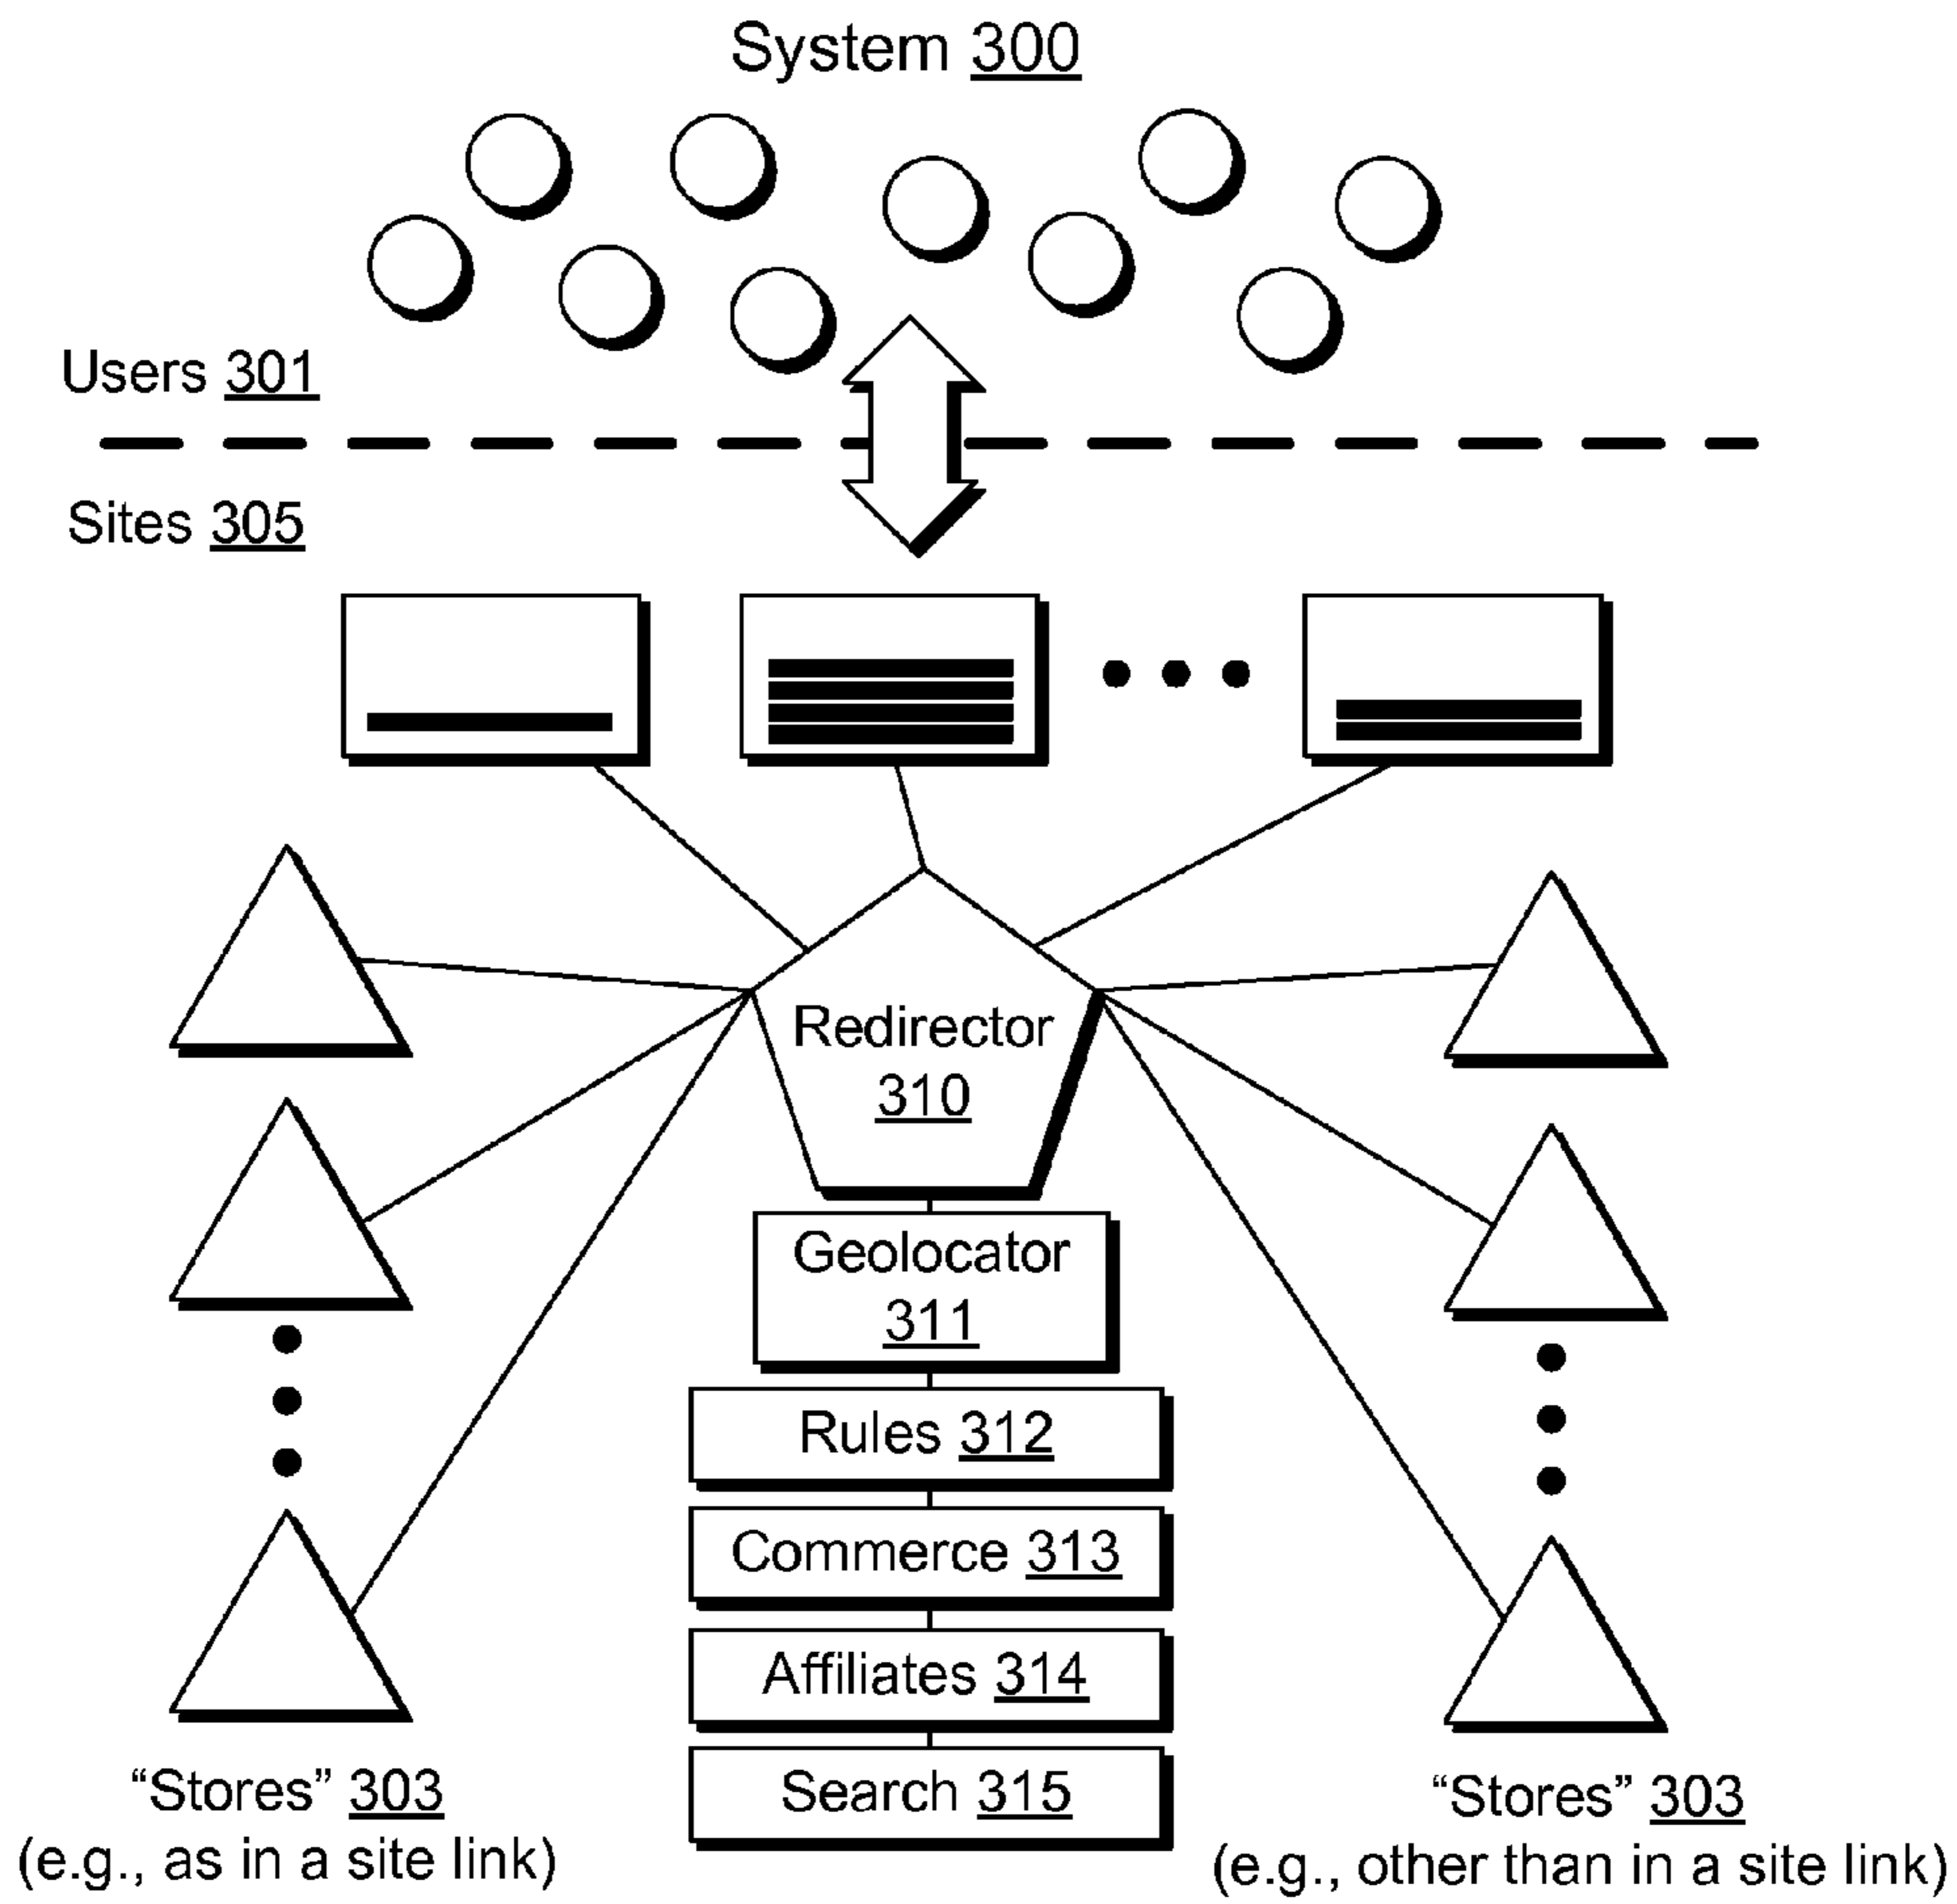 System 300
Users 301
Sites 305
Redirector
310
Geolocator
311
Rules 312
Commerce 313
Affiliates 314
Search 315
“Stores” 303
(e.g., as in a site link)
“Stores” 303
(e.g., other than in a site link)